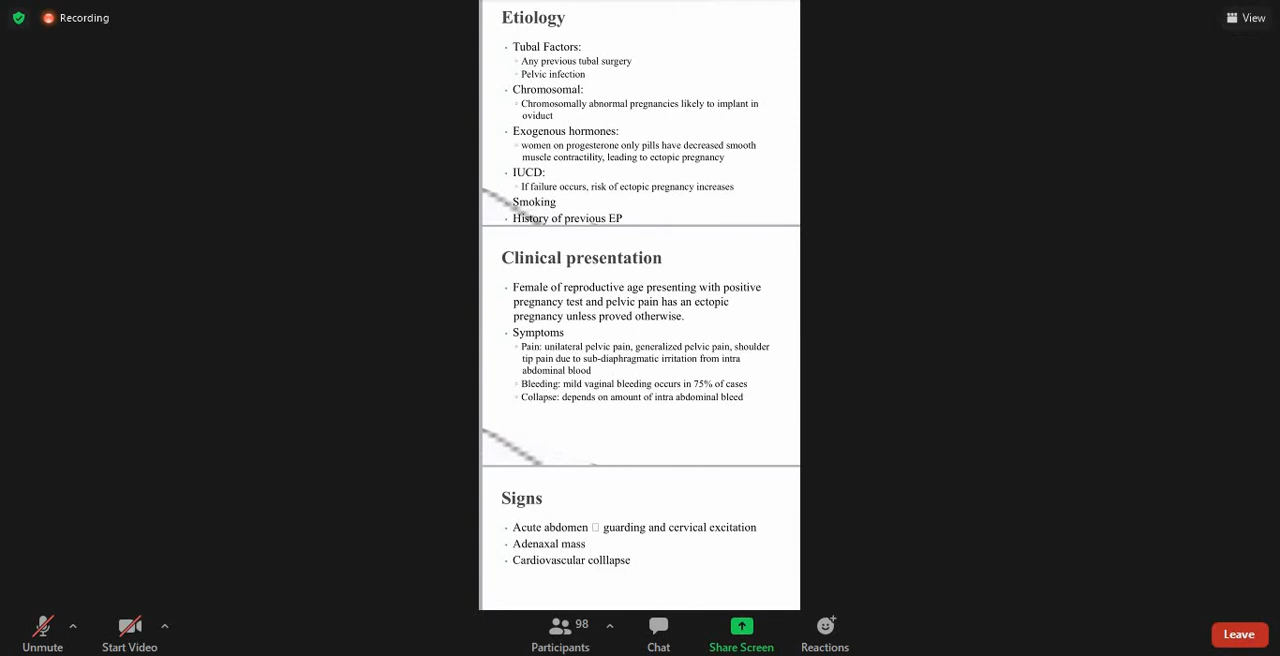 Recording
View
Etiology
Tubal Factors:
Any previous tubal surgery
Pelvic infection
Chromosomal:
Chromosomally abnormal pregnancies likely to implant in
oviduct
Exogenous hormones:
women on progesterone only pills have decreased smooth
muscle contractility, leading to ectopic pregnancy
IUCD:
If failure occurs, risk of ectopic pregnancy increases
Smoking
History of previous EP
Clinical presentation
Female of reproductive age presenting with positive
pregnancy test and pelvic pain has an ectopic
pregnancy unless proved otherwise.
Symptoms
Pain: unilateral pelvic pain, generalized pelvic pain, shoulder
tip pain due to sub-diaphragmatic irritation from intra
abdominal blood
Bleeding: mild vaginal bleeding occurs in 75% of cases
Collapse: depends on amount of intra abdominal bleed
Signs
Acute abdomen □ guarding and cervical excitation
Adenaxal mass
Cardiovascular colllapse
98
Unmute
Start Video
Participants
Chat
Share Screen
Reactions
Leave